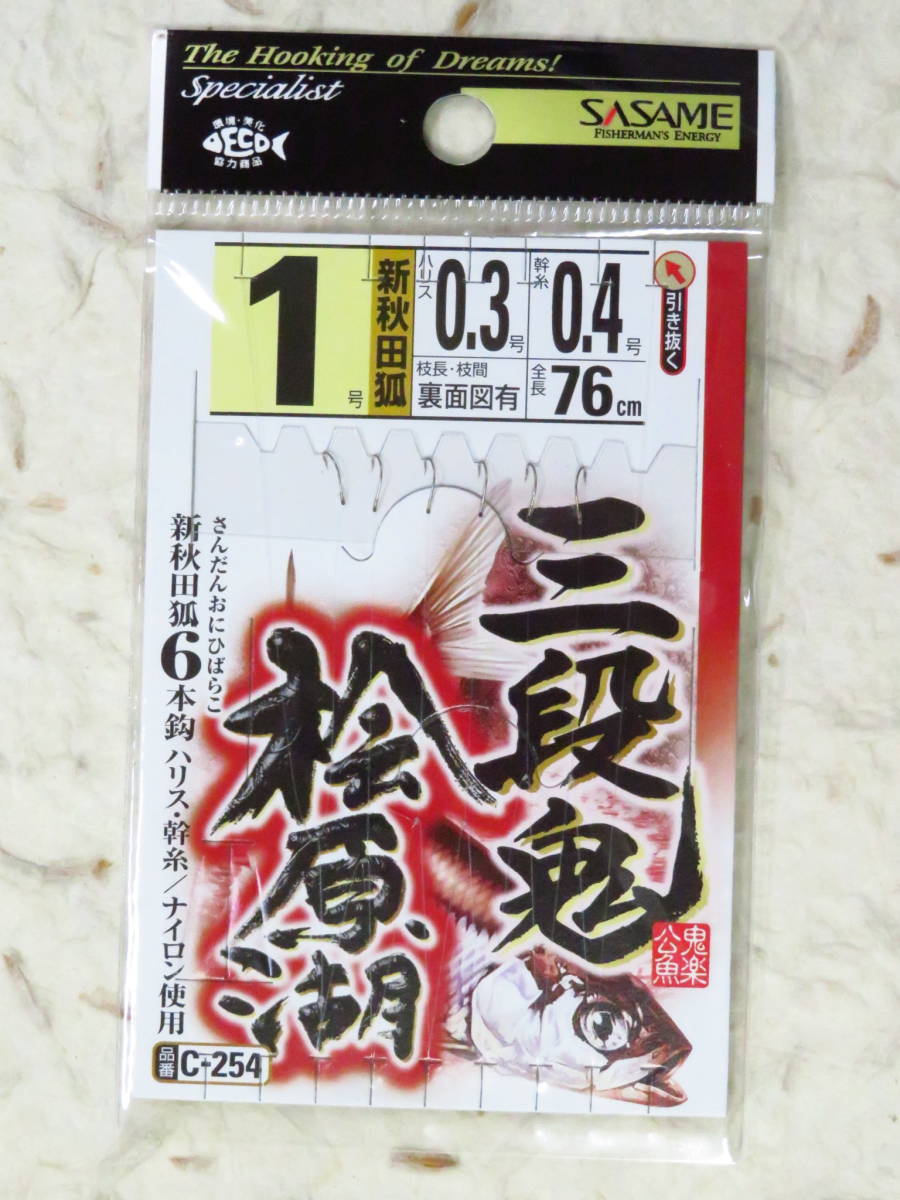 The Hooking of Dreams!
Specialist
環境・美化
ECO
協力商品
SASAME
FISHERMAN'S ENERGY
1号
新秋田狐
ハリス 0.3号
幹糸 0.4号
枝長・枝間
裏面図有
全長 76cm
引き抜く
三段鬼
桧原湖
さんだんおにひばらこ
新秋田狐6本鈎 ハリス・幹糸/ナイロン使用
鬼楽
公魚
品番 C-254